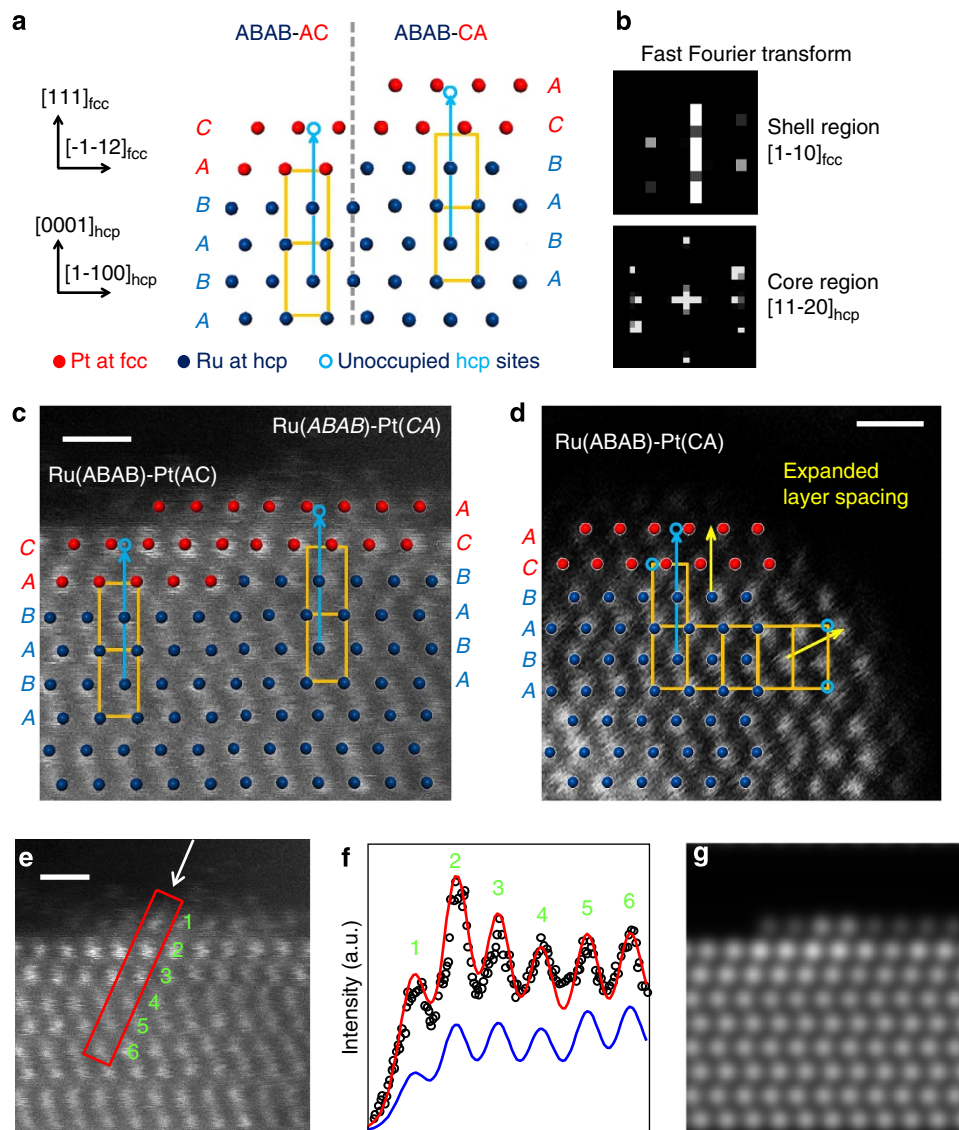 a
ABAB-AC
ABAB-CA
[111]fcc
[-1-12]fcc
[0001]hcp
[1-100]hcp
C
A
B
A
B
A
A
C
B
A
B
A
Pt at fcc
Ru at hcp
Unoccupied hcp sites
b
Fast Fourier transform
Shell region
[1-10]fcc
Core region
[11-20]hcp
c
Ru(ABAB)-Pt(CA)
Ru(ABAB)-Pt(AC)
C
A
B
A
B
A
A
C
B
A
B
A
d
Ru(ABAB)-Pt(CA)
Expanded
layer spacing
A
C
B
A
B
A
e
1
2
3
4
5
6
f
Intensity (a.u.)
1
2
3
4
5
6
g